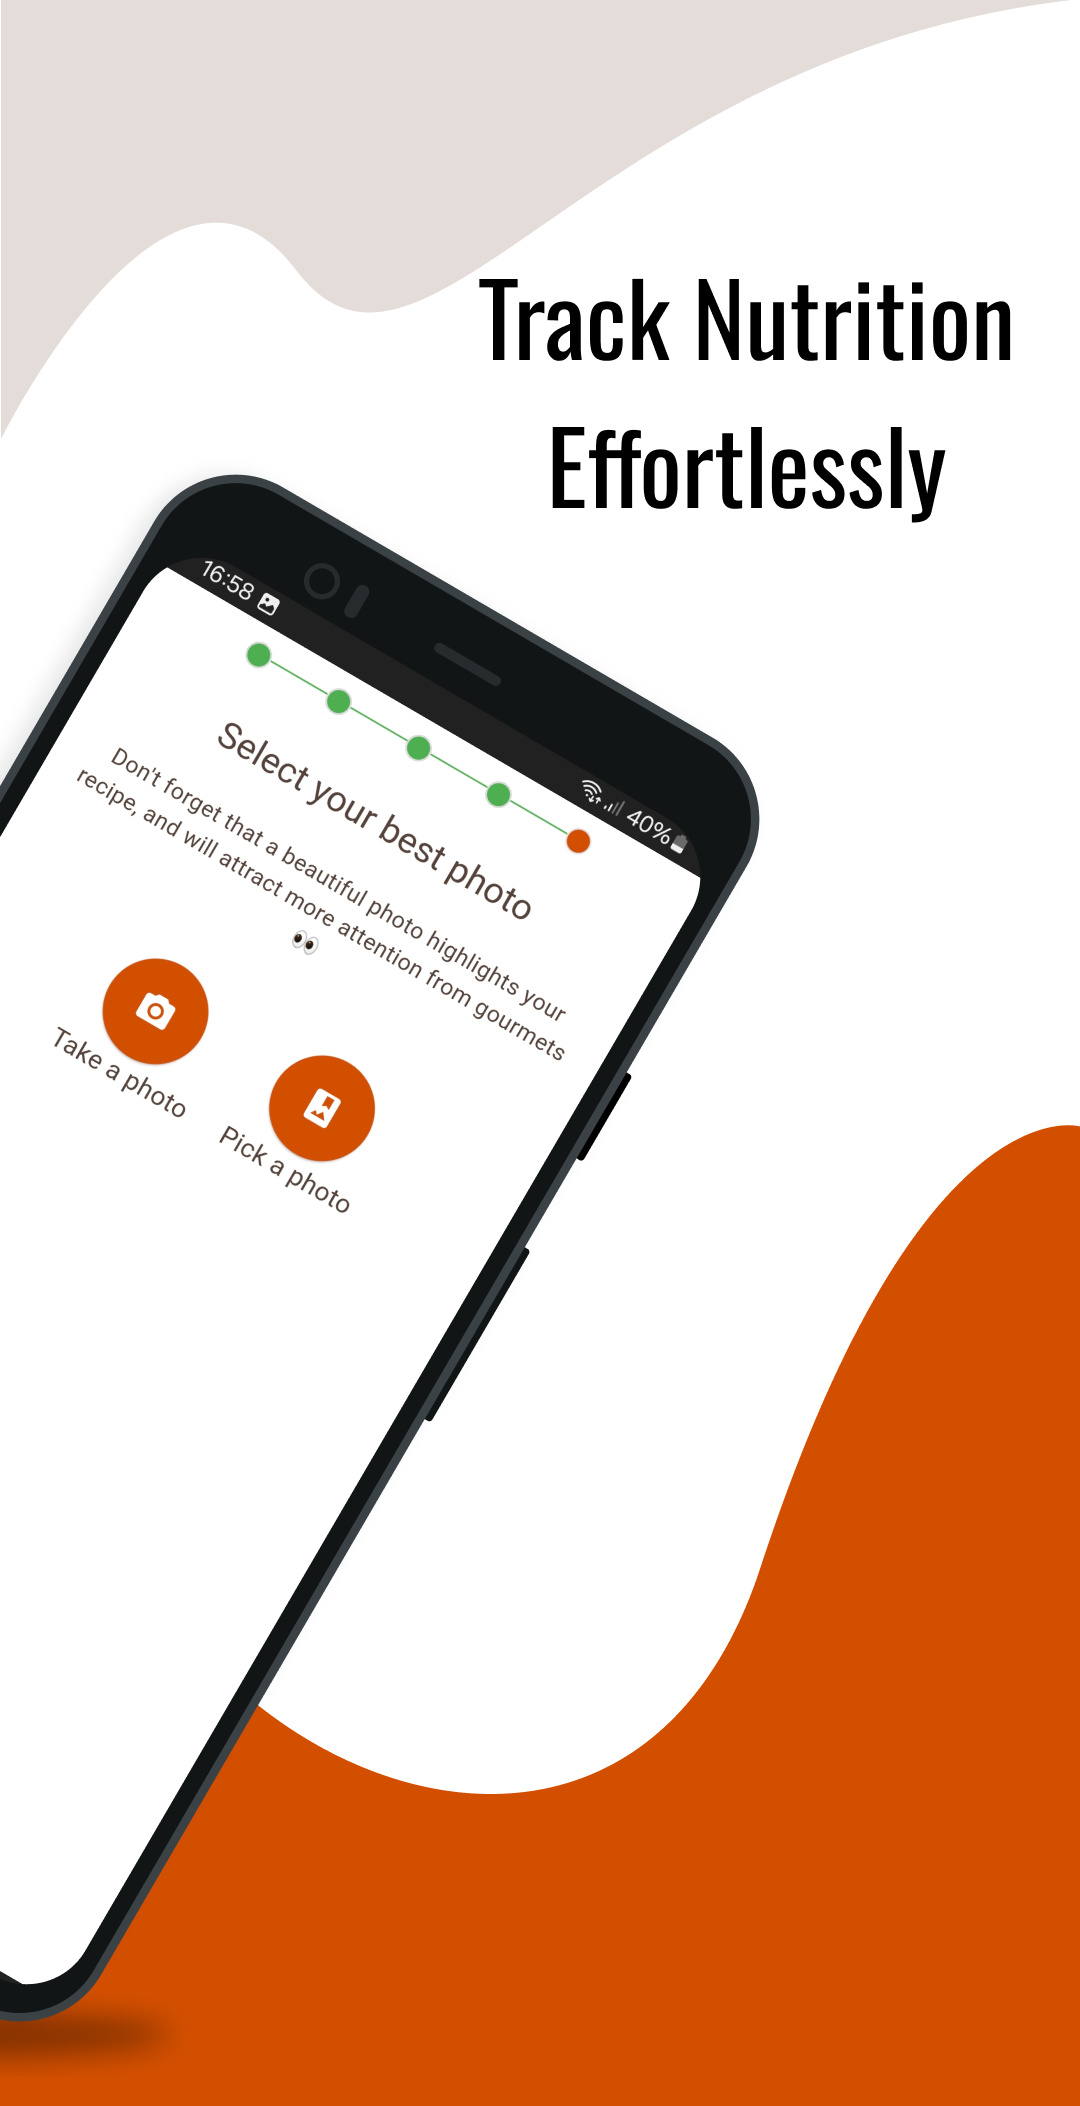 Track Nutrition
Effortlessly
16:58
40%
Select your best photo
Don't forget that a beautiful photo highlights your
recipe, and will attract more attention from gourmets
👀
Take a photo
Pick a photo